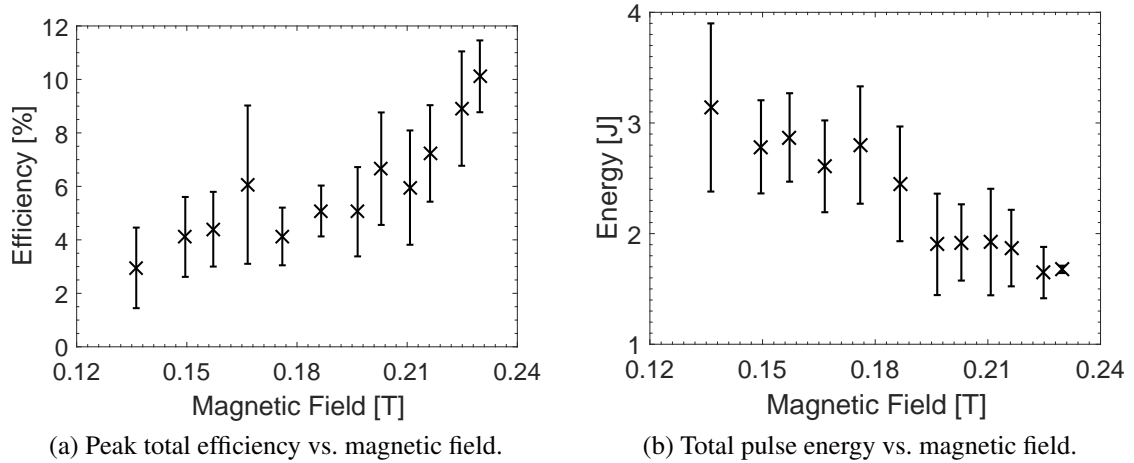 12
10
8
6
4
2
0
Efficiency [%]
0.12 0.15 0.18 0.21 0.24
Magnetic Field [T]
(a) Peak total efficiency vs. magnetic field.
4
3
2
1
Energy [J]
0.12 0.15 0.18 0.21 0.24
Magnetic Field [T]
(b) Total pulse energy vs. magnetic field.